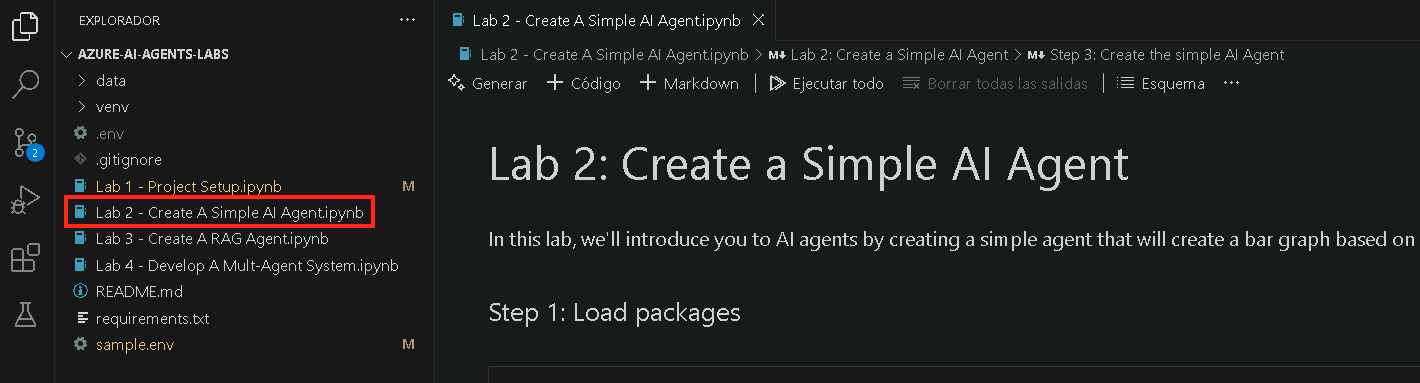 EXPLORADOR ···
AZURE-AI-AGENTS-LABS
data
venv
.env
.gitignore
Lab 1 - Project Setup.ipynb M
Lab 2 - Create A Simple AI Agent.ipynb
Lab 3 - Create A RAG Agent.ipynb
Lab 4 - Develop A Mult-Agent System.ipynb
README.md
requirements.txt
sample.env M
2
Lab 2 - Create A Simple AI Agent.ipynb
Lab 2 - Create A Simple AI Agent.ipynb > M↓ Lab 2: Create a Simple AI Agent > M↓ Step 3: Create the simple AI Agent
Generar + Código + Markdown | Ejecutar todo Borrar todas las salidas | Esquema ···
Lab 2: Create a Simple AI Agent
In this lab, we'll introduce you to AI agents by creating a simple agent that will create a bar graph based on
Step 1: Load packages